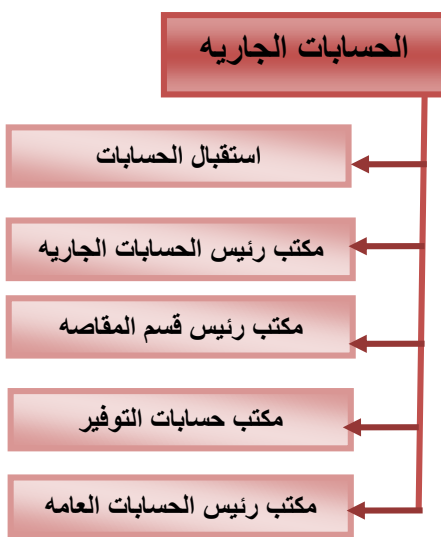 الحسابات الجاريه
استقبال الحسابات
مكتب رئيس الحسابات الجاريه
مكتب رئيس قسم المقاصه
مكتب حسابات التوفير
مكتب رئيس الحسابات العامه